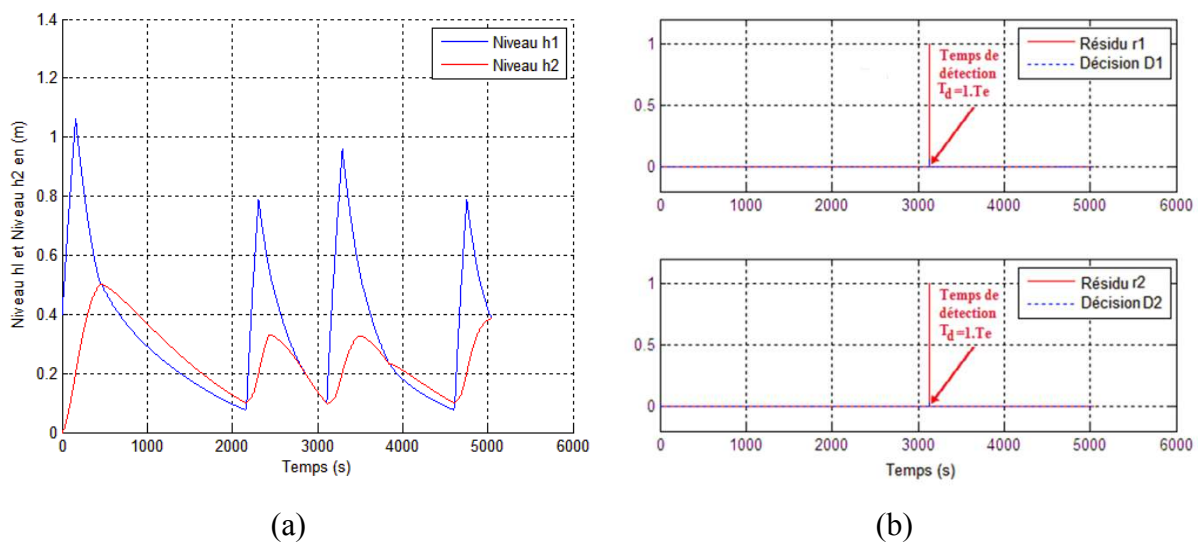 1.4
1.2
1
0.8
0.6
0.4
0.2
0
0 1000 2000 3000 4000 5000 6000
Niveau hl et Niveau h2 en (m)
Temps (s)
Niveau h1
Niveau h2
(a)
1
0.5
0
0 1000 2000 3000 4000 5000 6000
Résidu r1
Décision D1
Temps de
détection
Td=1.Te
1
0.5
0
0 1000 2000 3000 4000 5000 6000
Temps (s)
Résidu r2
Décision D2
Temps de
détection
Td=1.Te
(b)